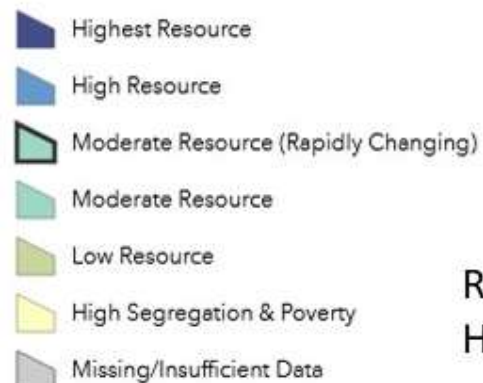 Highest Resource
High Resource
Moderate Resource (Rapidly Changing)
Moderate Resource
Low Resource
High Segregation & Poverty
Missing/Insufficient Data
R
H